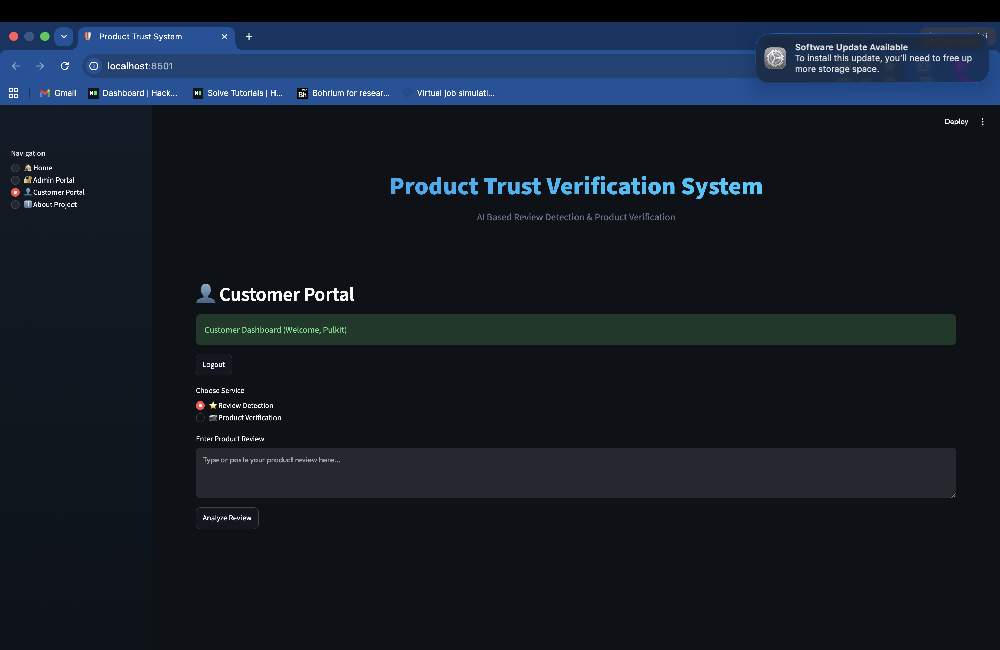 Product Trust System
Software Update Available
To install this update, you’ll need to free up
more storage space.
localhost:8501
Gmail
Dashboard | Hack...
Solve Tutorials | H...
Bohrium for resear...
Virtual job simulati...
Deploy
Navigation
Home
Admin Portal
Customer Portal
About Project
Product Trust Verification System
AI Based Review Detection & Product Verification
Customer Portal
Customer Dashboard (Welcome, Pulkit)
Logout
Choose Service
Review Detection
Product Verification
Enter Product Review
Type or paste your product review here...
Analyze Review